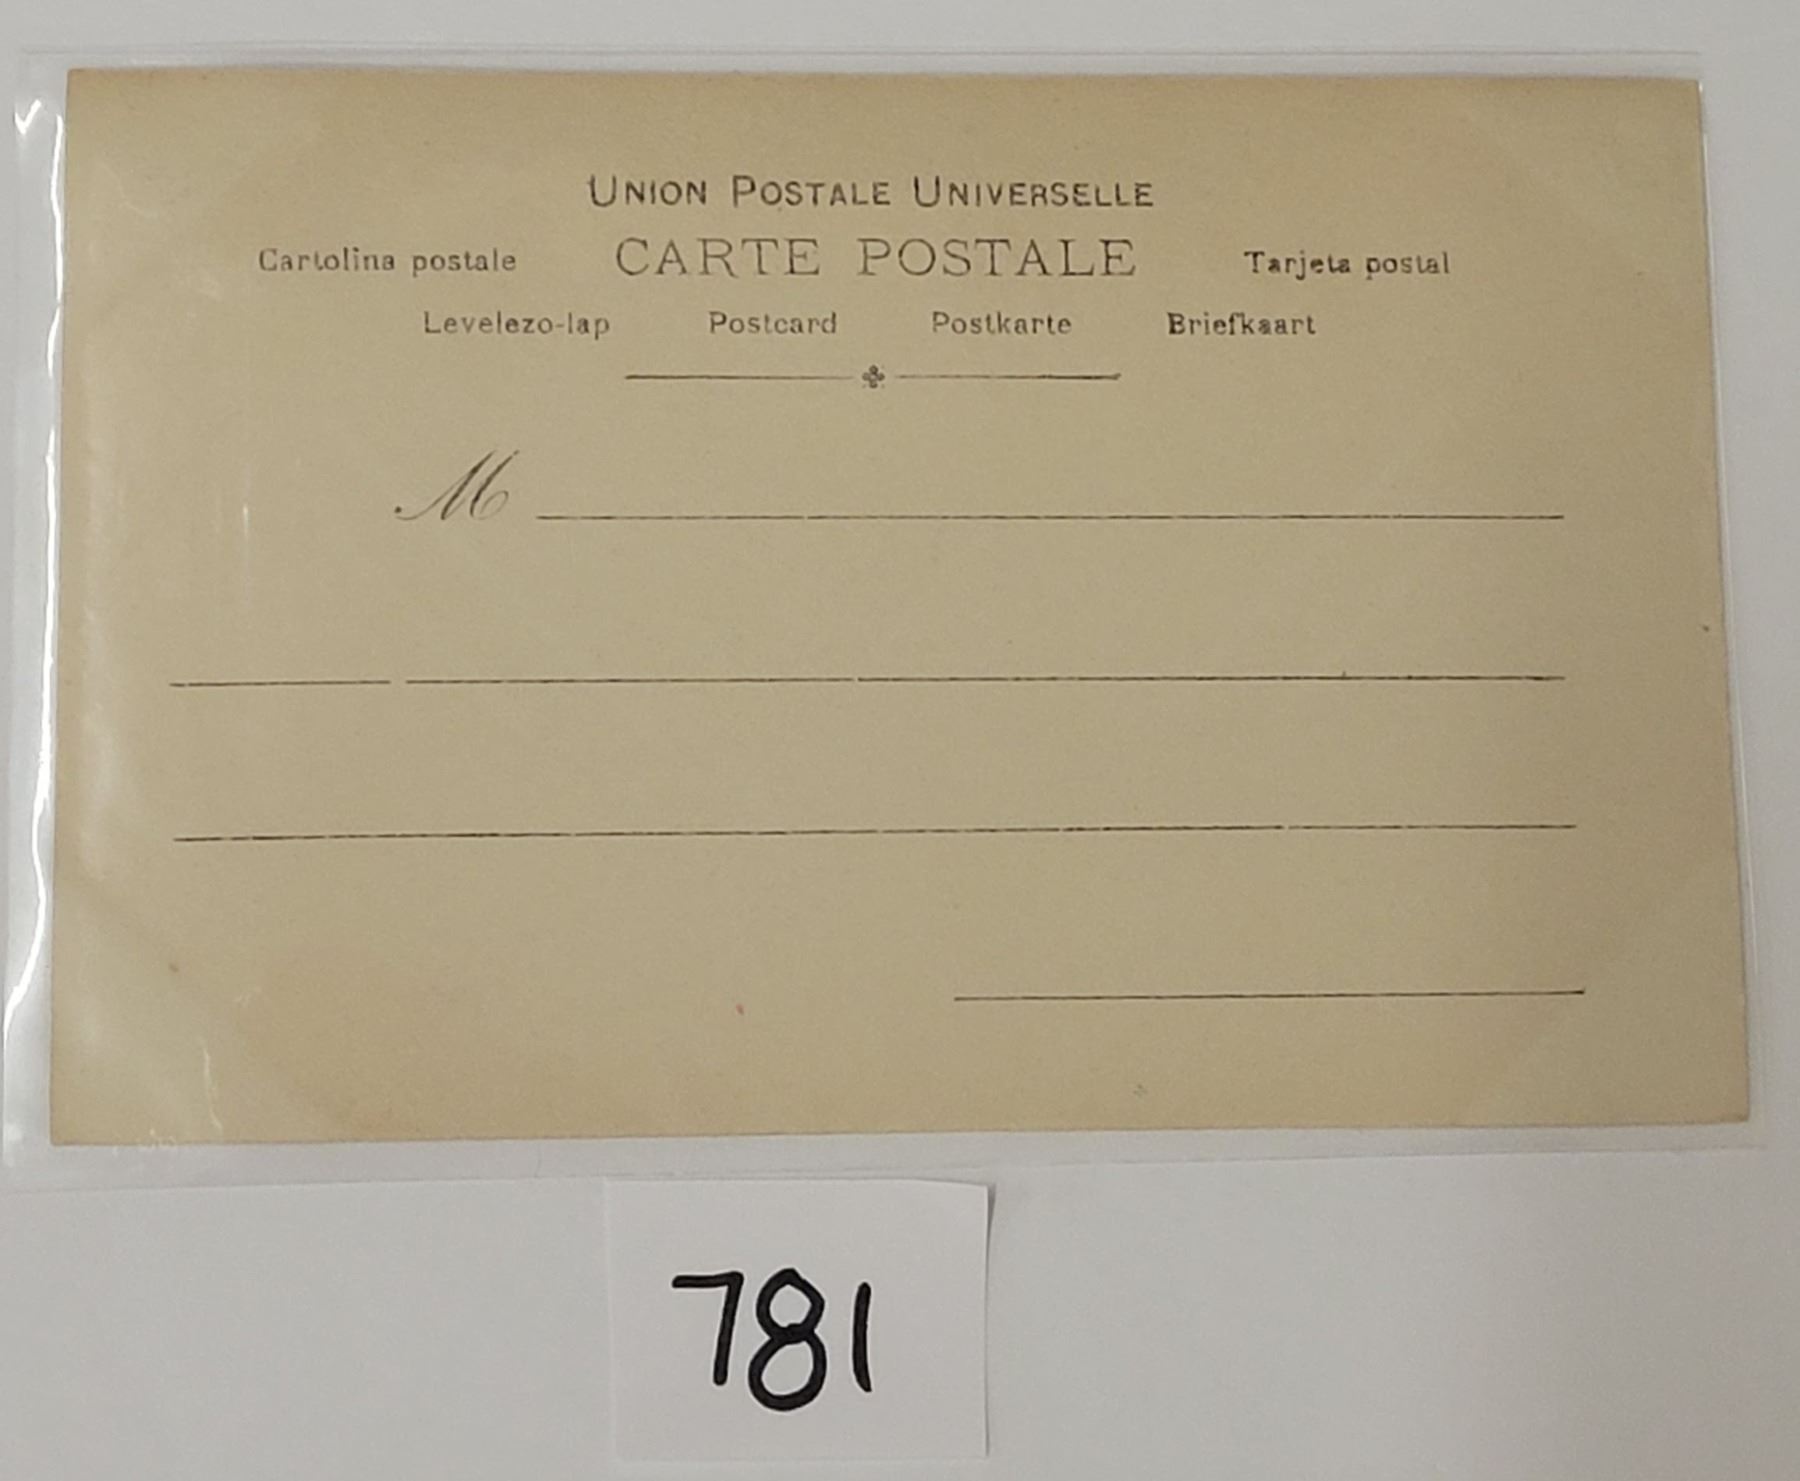 UNION POSTALE UNIVERSELLE
Cartolina postale CARTE POSTALE Tarjeta postal
Levelezo-lap Postcard Postkarte Briefkaart
M
781